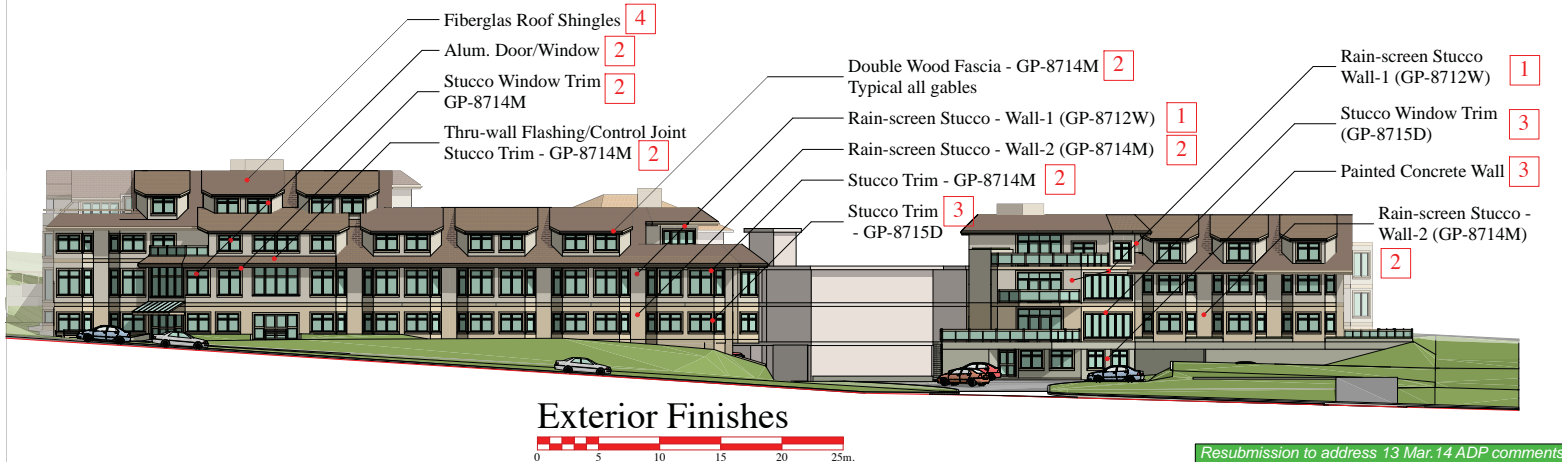 Fiberglas Roof Shingles 4
Alum. Door/Window 2
Stucco Window Trim 2
GP-8714M
Thru-wall Flashing/Control Joint
Stucco Trim - GP-8714M 2
Double Wood Fascia - GP-8714M 2
Typical all gables
Rain-screen Stucco - Wall-1 (GP-8712W) 1
Rain-screen Stucco - Wall-2 (GP-8714M) 2
Stucco Trim - GP-8714M 2
Stucco Trim 3
- GP-8715D
Rain-screen Stucco
Wall-1 (GP-8712W) 1
Stucco Window Trim
(GP-8715D) 3
Painted Concrete Wall 3
Rain-screen Stucco -
Wall-2 (GP-8714M)
2
Exterior Finishes
0 5 10 15 20 25m.
Resubmission to address 13 Mar.14 ADP comments